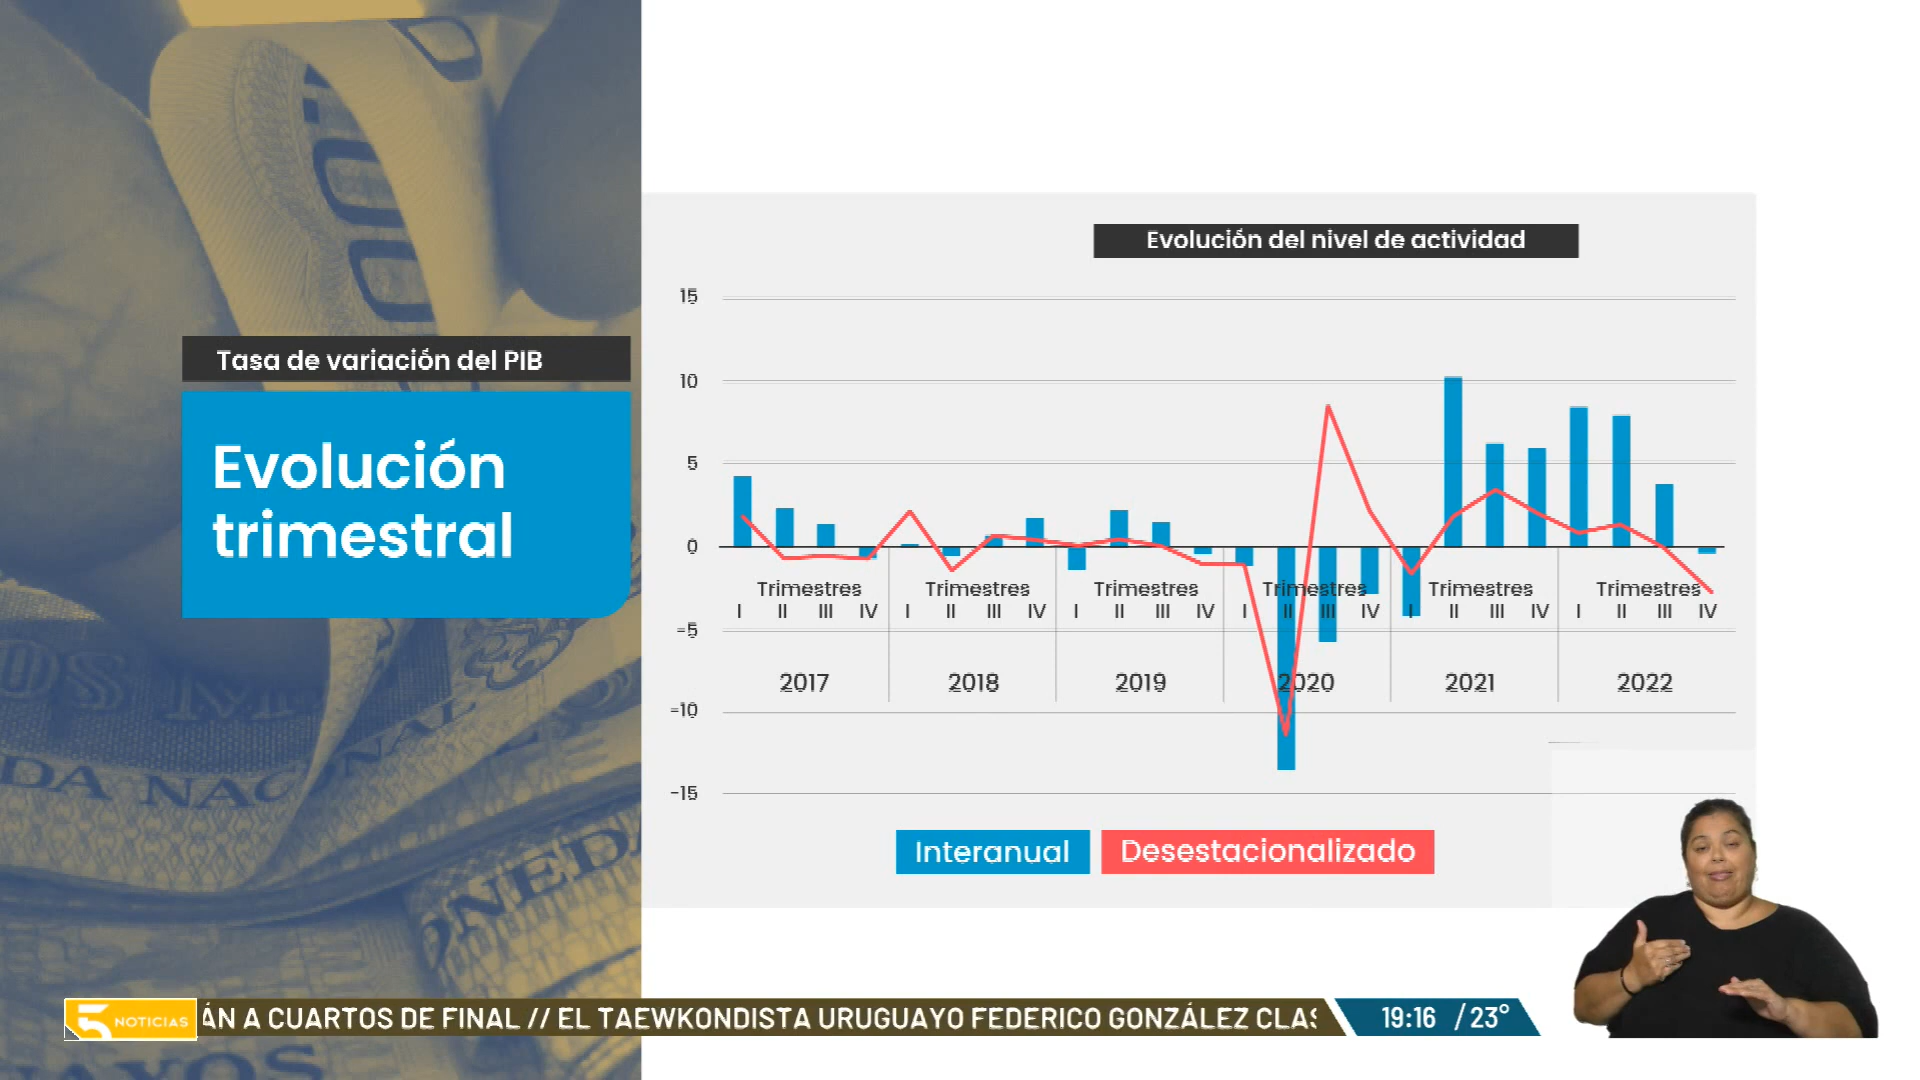 Tasa de variación del PIB
Evolución
trimestral
Evolución del nivel de actividad
15
10
5
0
-5
-10
-15
Trimestres Trimestres Trimestres Trimestres Trimestres Trimestres
I II III IV I II III IV I II III IV I II III IV I II III IV I II III IV
2017 2018 2019 2020 2021 2022
Interanual Desestacionalizado
5 NOTICIAS
ÁN A CUARTOS DE FINAL // EL TAEWKONDISTA URUGUAYO FEDERICO GONZÁLEZ CLAS
19:16 / 23°